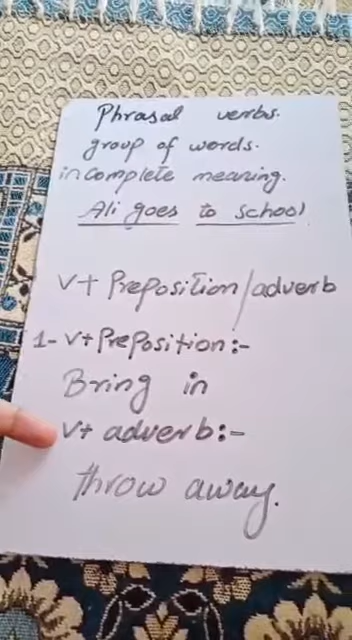 Phrasal verbs.
group of words.
incomplete meaning.
Ali goes to school
V+ Preposition/adverb
1- V+Preposition:-
Bring in
V+ adverb:-
throw away.